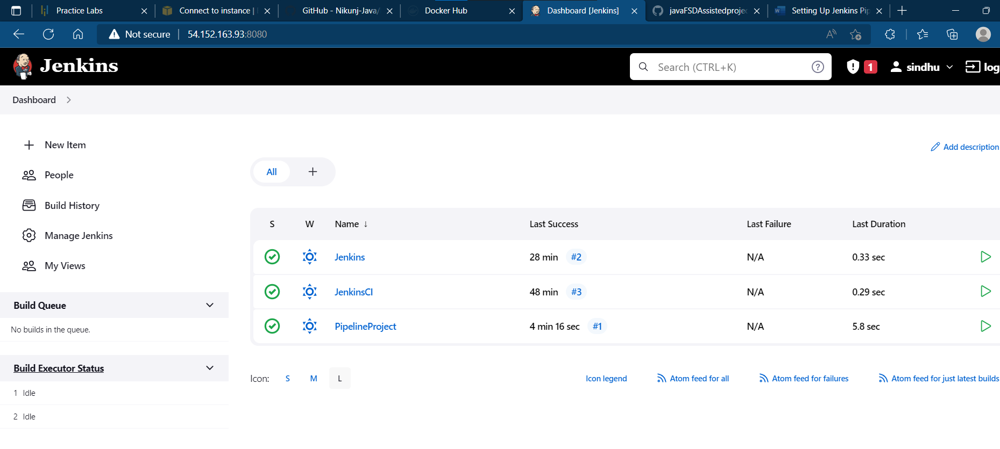 Practice Labs
Connect to instance |
GitHub - Nikunj-Java/
Docker Hub
Dashboard [Jenkins]
javaFSDAssistedprojec
Setting Up Jenkins Pip
Not secure
54.152.163.93:8080
Jenkins
Search (CTRL+K)
1
sindhu
log
Dashboard
New Item
People
Build History
Manage Jenkins
My Views
Build Queue
No builds in the queue.
Build Executor Status
1 Idle
2 Idle
Add description
All +
S W Name ↓ Last Success Last Failure Last Duration
Jenkins 28 min #2 N/A 0.33 sec
JenkinsCI 48 min #3 N/A 0.29 sec
PipelineProject 4 min 16 sec #1 N/A 5.8 sec
Icon: S M L
Icon legend
Atom feed for all
Atom feed for failures
Atom feed for just latest builds